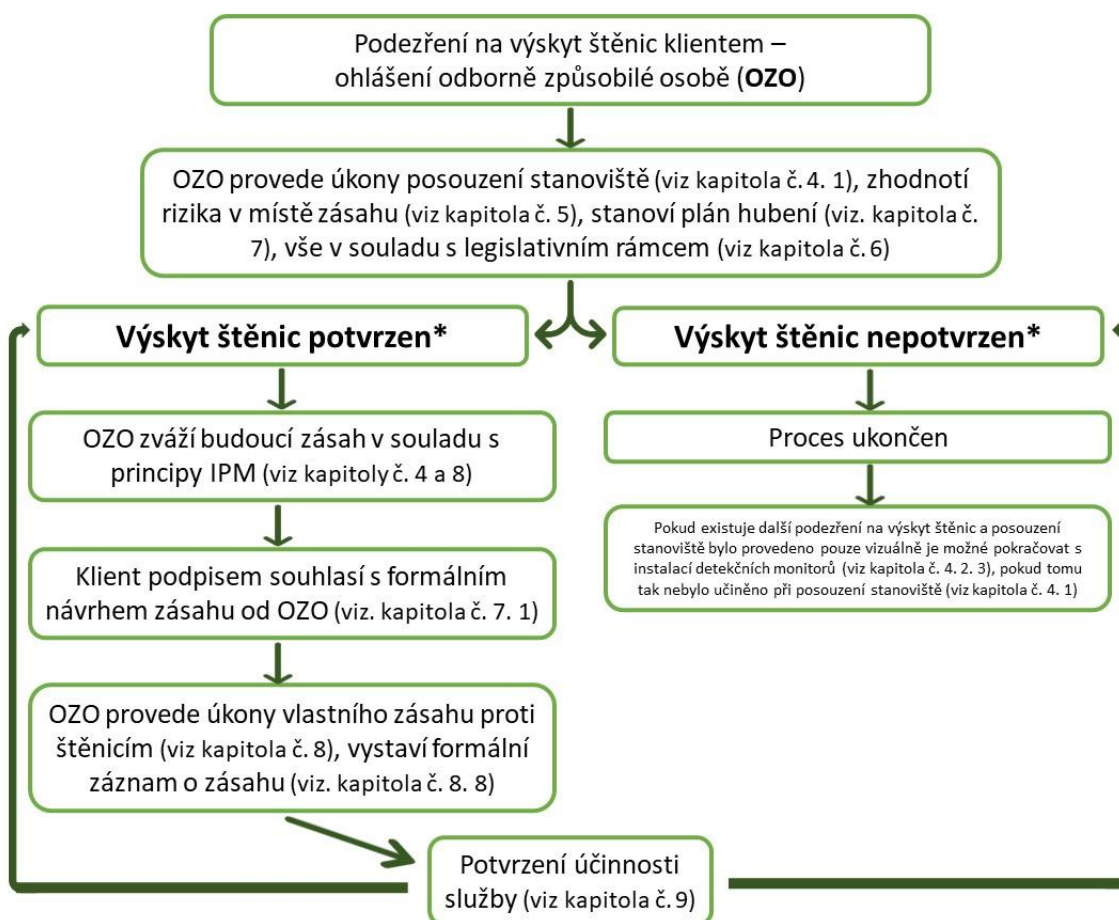 Podezření na výskyt štěnic klientem –
ohlášení odborně způsobilé osobě (OZO)
OZO provede úkony posouzení stanoviště (viz kapitola č. 4. 1), zhodnotí
rizika v místě zásahu (viz kapitola č. 5), stanoví plán hubení (viz. kapitola č.
7), vše v souladu s legislativním rámcem (viz kapitola č. 6)
Výskyt štěnic potvrzen*
OZO zváží budoucí zásah v souladu s
principy IPM (viz kapitoly č. 4 a 8)
Klient podpisem souhlasí s formálním
návrhem zásahu od OZO (viz. kapitola č. 7. 1)
OZO provede úkony vlastního zásahu proti
štěnicím (viz kapitola č. 8), vystaví formální
záznam o zásahu (viz. kapitola č. 8. 8)
Výskyt štěnic nepotvrzen*
Proces ukončen
Pokud existuje další podezření na výskyt štěnic a posouzení
stanoviště bylo provedeno pouze vizuálně je možné pokračovat s
instalací detekčních monitorů (viz kapitola č. 4. 2. 3), pokud tomu
tak nebylo učiněno při posouzení stanoviště (viz kapitola č. 4. 1)
Potvrzení účinnosti
služby (viz kapitola č. 9)